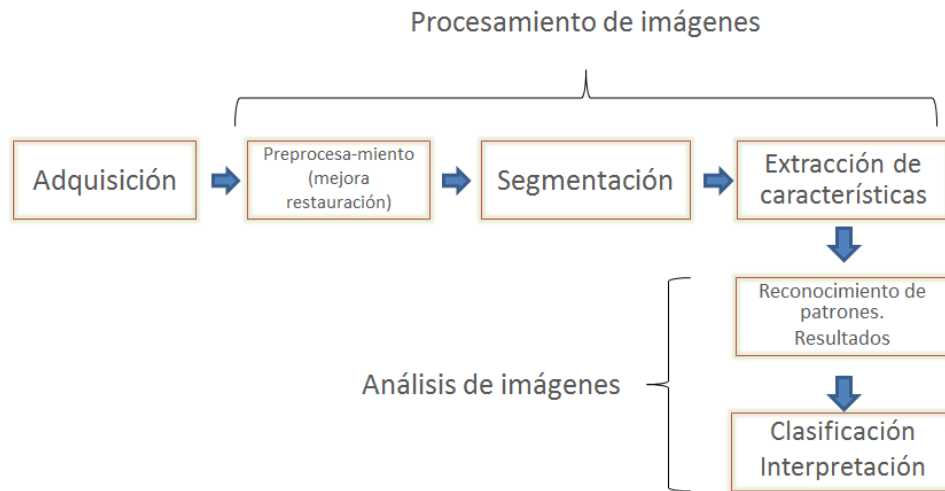 Procesamiento de imágenes
Adquisición
Preprocesa-miento
(mejora
restauración)
Segmentación
Extracción de
características
Reconocimiento de
patrones.
Resultados
Análisis de imágenes
Clasificación
Interpretación